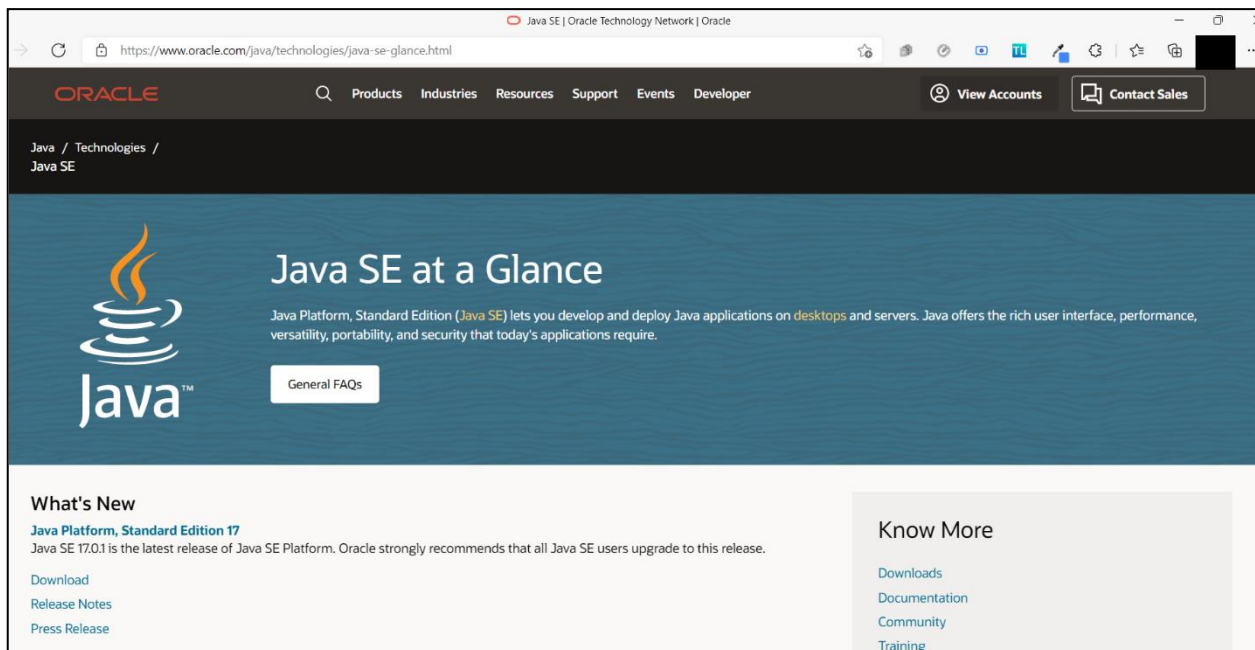 Java SE | Oracle Technology Network | Oracle
https://www.oracle.com/java/technologies/java-se-glance.html
TL
ORACLE
Products Industries Resources Support Events Developer
View Accounts
Contact Sales
Java / Technologies /
Java SE
Java™
Java SE at a Glance
Java Platform, Standard Edition (Java SE) lets you develop and deploy Java applications on desktops and servers. Java offers the rich user interface, performance,
versatility, portability, and security that today's applications require.
General FAQs
What's New
Java Platform, Standard Edition 17
Java SE 17.0.1 is the latest release of Java SE Platform. Oracle strongly recommends that all Java SE users upgrade to this release.
Download
Release Notes
Press Release
Know More
Downloads
Documentation
Community
Training